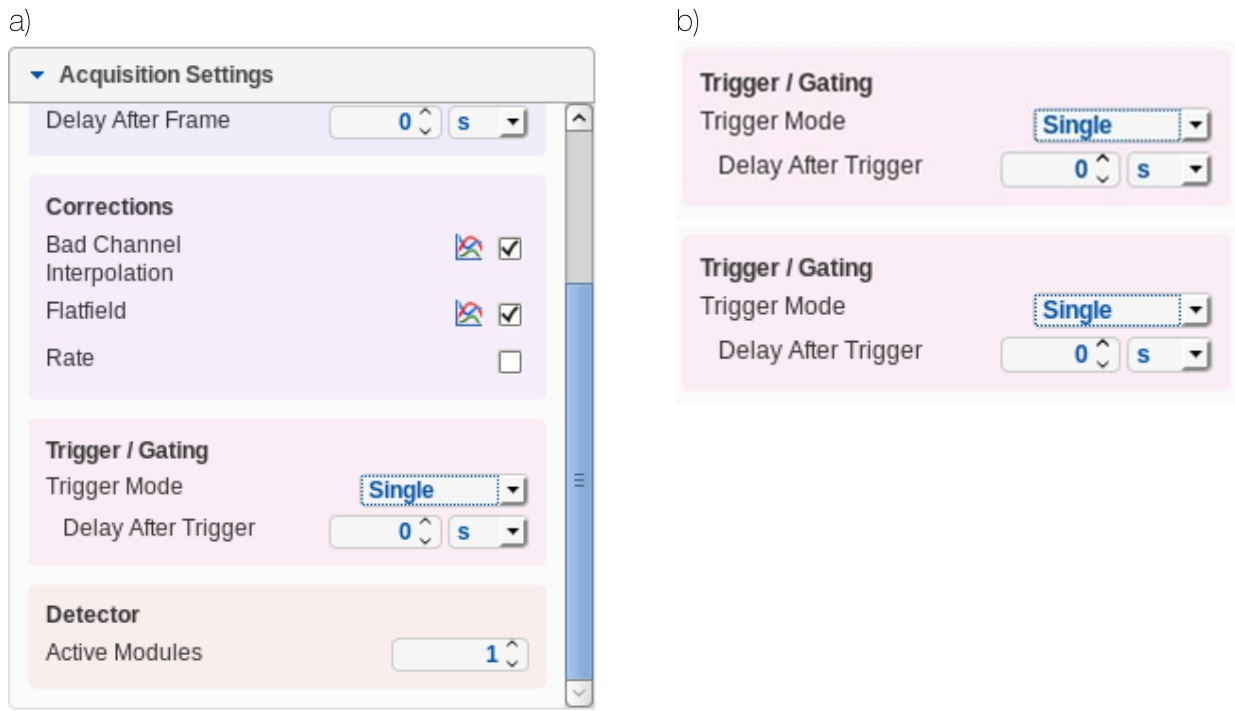 a)
Acquisition Settings
Delay After Frame 0 s
Corrections
Bad Channel
Interpolation
Flatfield
Rate
Trigger / Gating
Trigger Mode Single
Delay After Trigger 0 s
Detector
Active Modules 1
b)
Trigger / Gating
Trigger Mode Single
Delay After Trigger 0 s
Trigger / Gating
Trigger Mode Single
Delay After Trigger 0 s